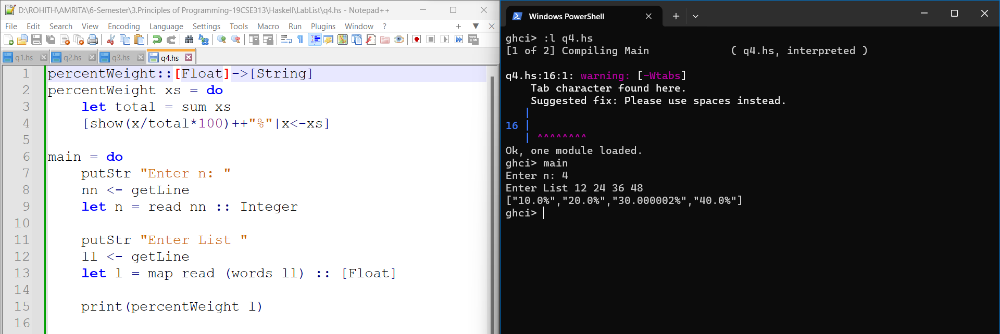 D:\ROHITH\AMRITA\6-Semester\3.Principles of Programming-19CSE313\Haskell\LabList\q4.hs - Notepad++
File Edit Search View Encoding Language Settings Tools Macro Run Plugins Window ?
q1.hs q2.hs q3.hs q4.hs
1 percentWeight::[Float]->[String]
2 percentWeight xs = do
3 let total = sum xs
4 [show(x/total*100)++"%"|x<-xs]
5
6 main = do
7 putStr "Enter n: "
8 nn <- getLine
9 let n = read nn :: Integer
10
11 putStr "Enter List "
12 ll <- getLine
13 let l = map read (words ll) :: [Float]
14
15 print(percentWeight l)
16
Windows PowerShell
ghci> :l q4.hs
[1 of 2] Compiling Main ( q4.hs, interpreted )
q4.hs:16:1: warning: [-Wtabs]
Tab character found here.
Suggested fix: Please use spaces instead.
|
16 |
| ^^^^^^^^
Ok, one module loaded.
ghci> main
Enter n: 4
Enter List 12 24 36 48
["10.0%","20.0%","30.000002%","40.0%"]
ghci>